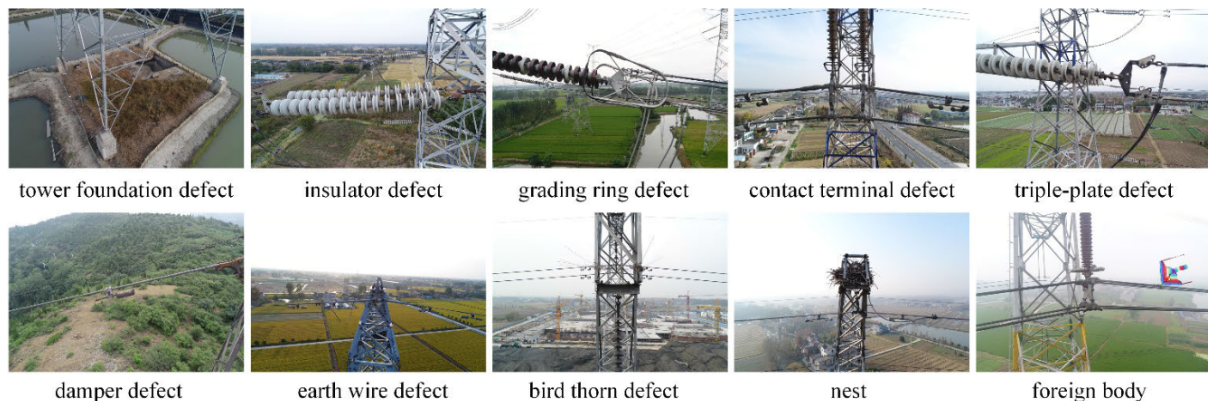 tower foundation defect
insulator defect
grading ring defect
contact terminal defect
triple-plate defect
damper defect
earth wire defect
bird thorn defect
nest
foreign body